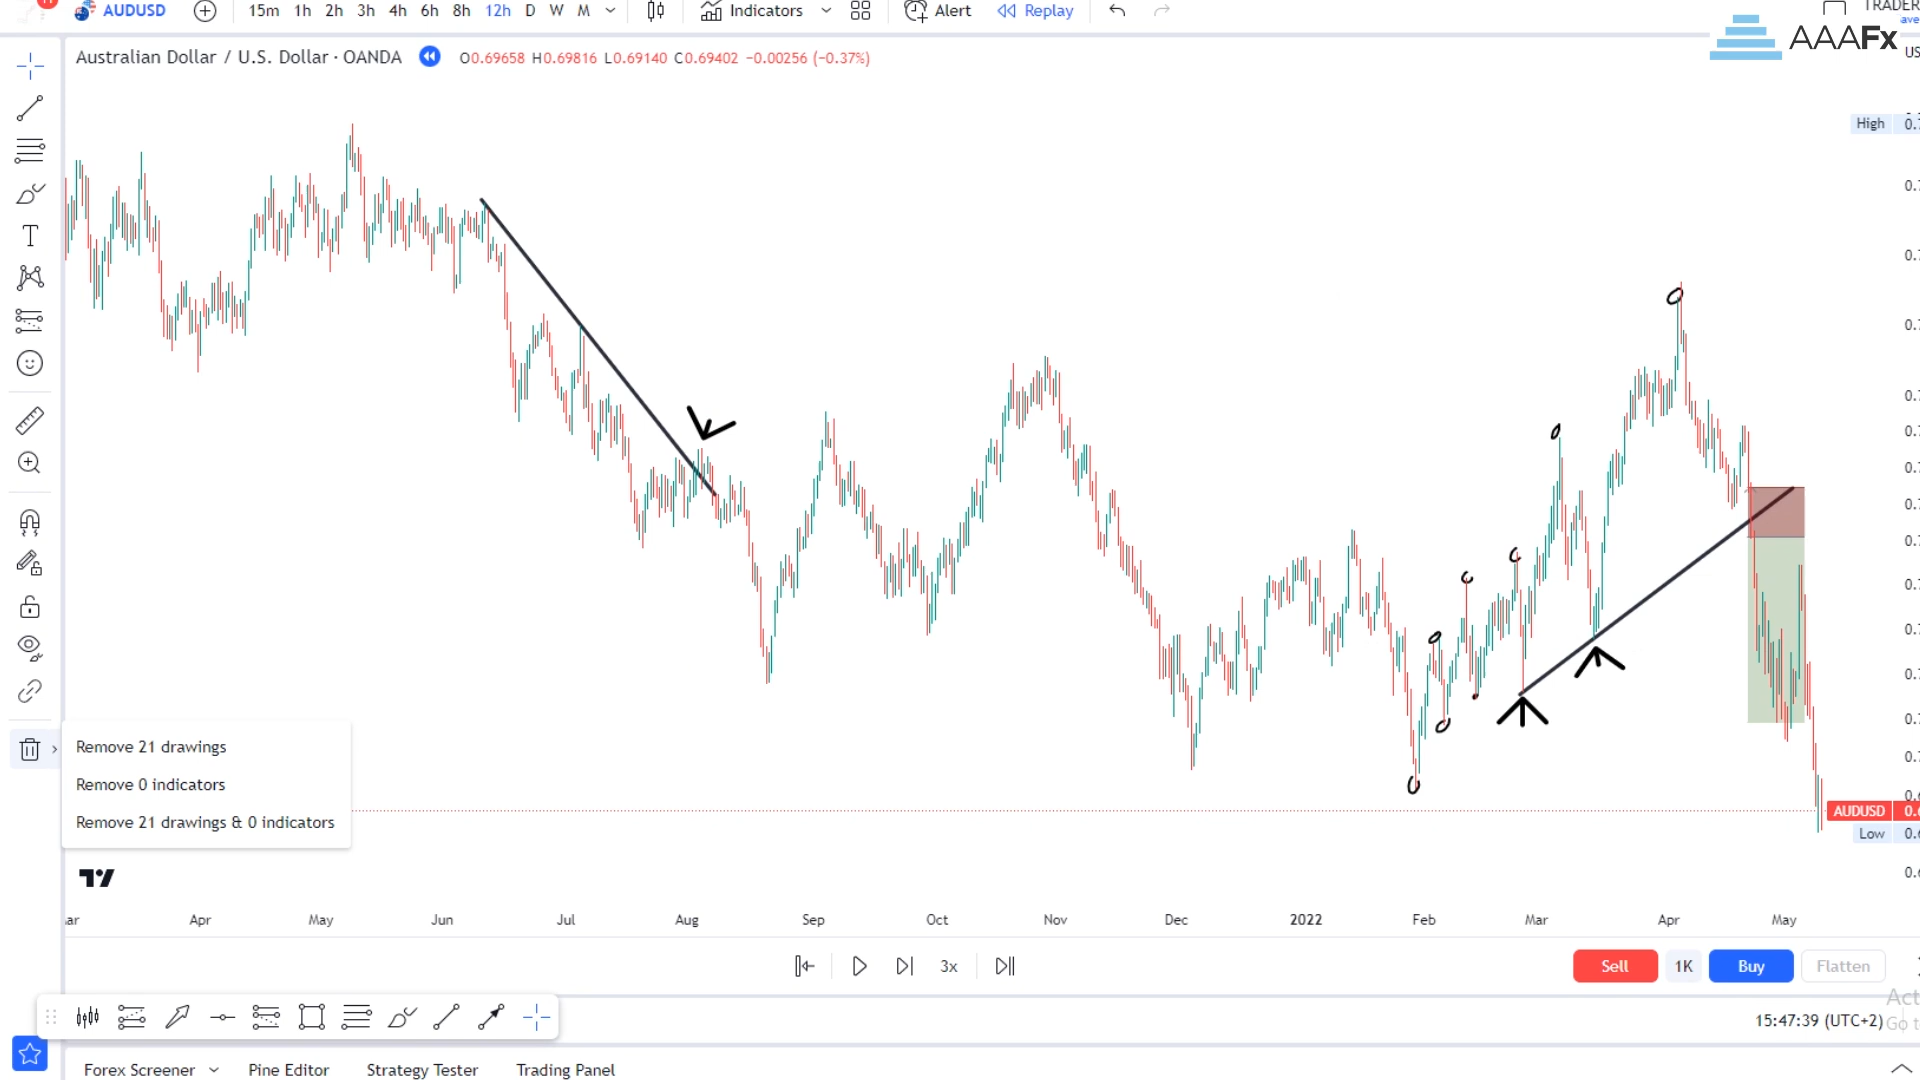 AUDUSD 15m 1h 2h 3h 4h 6h 8h 12h D W M Indicators Alert Replay
AAAFx
Australian Dollar / U.S. Dollar · OANDA O0.69658 H0.69816 L0.69140 C0.69402 −0.00256 (−0.37%)
High
Remove 21 drawings
Remove 0 indicators
Remove 21 drawings & 0 indicators
AUDUSD
Low
Apr May Jun Jul Aug Sep Oct Nov Dec 2022 Feb Mar Apr May
3x
Sell 1K Buy Flatten
15:47:39 (UTC+2)
Forex Screener Pine Editor Strategy Tester Trading Panel